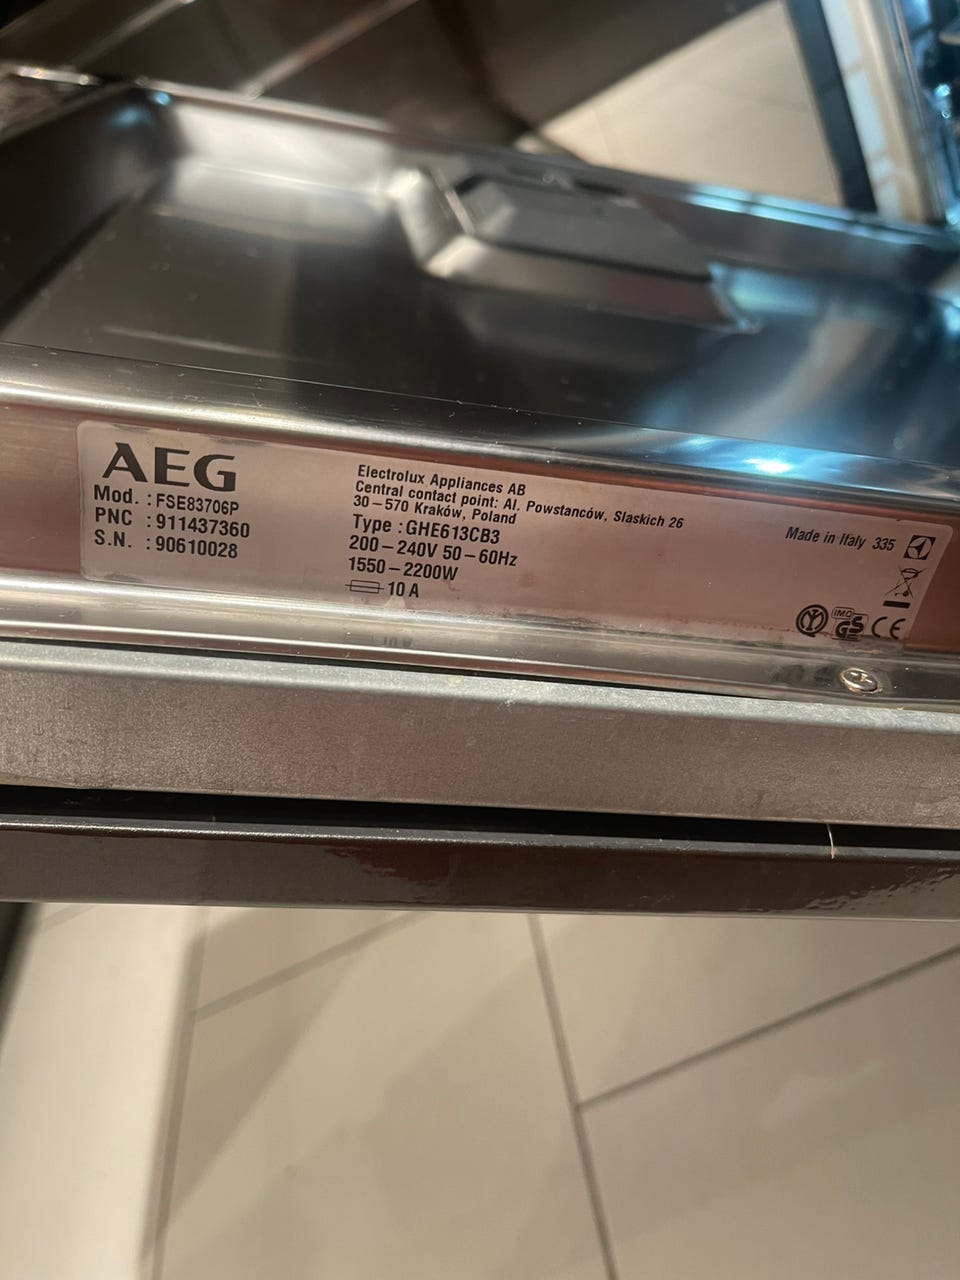 AEG
Mod. : FSE83706P
PNC : 911437360
S.N. : 90610028
Electrolux Appliances AB
Central contact point: Al. Powstanców, Slaskich 26
30-570 Kraków, Poland
Type : GHE613CB3
200-240V 50-60Hz
1550-2200W
10 A
Made in Italy 335
IMQ
GS
CE